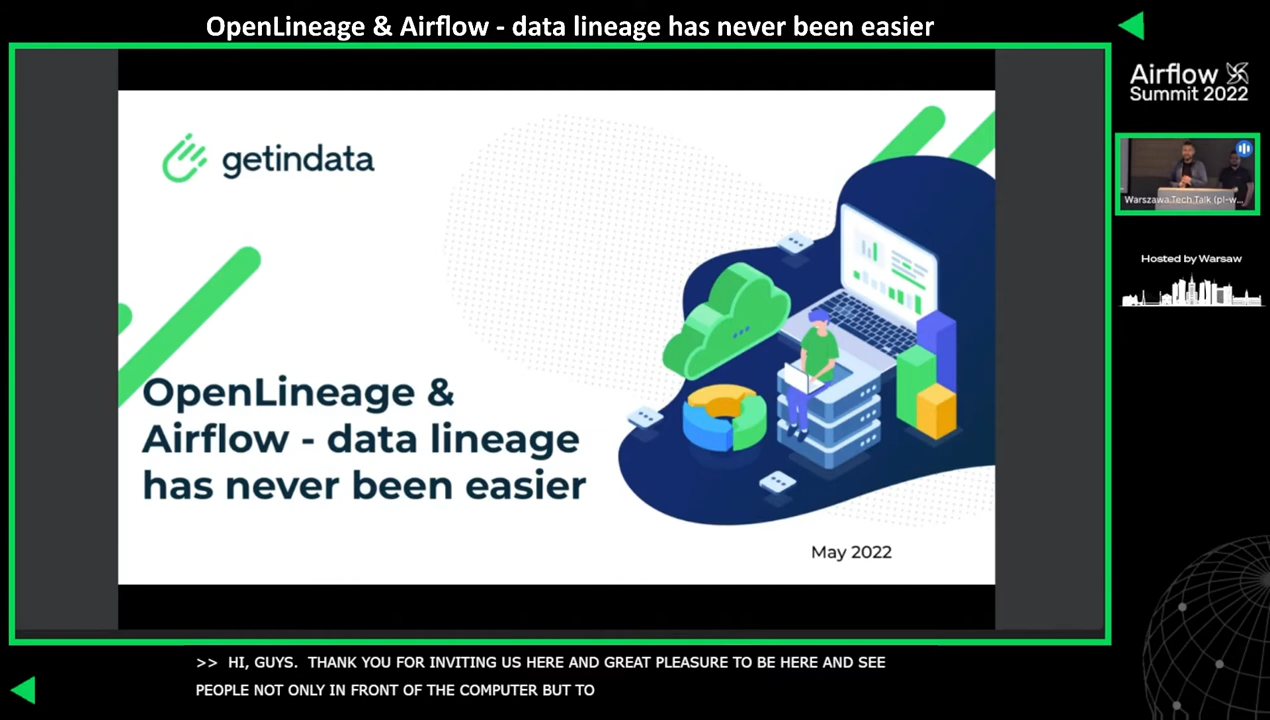 OpenLineage & Airflow - data lineage has never been easier
Airflow
Summit 2022
getindata
Warszawa.Tech.Talk (pl-w...
Hosted by Warsaw
OpenLineage &
Airflow - data lineage
has never been easier
May 2022
>> HI, GUYS. THANK YOU FOR INVITING US HERE AND GREAT PLEASURE TO BE HERE AND SEE
PEOPLE NOT ONLY IN FRONT OF THE COMPUTER BUT TO